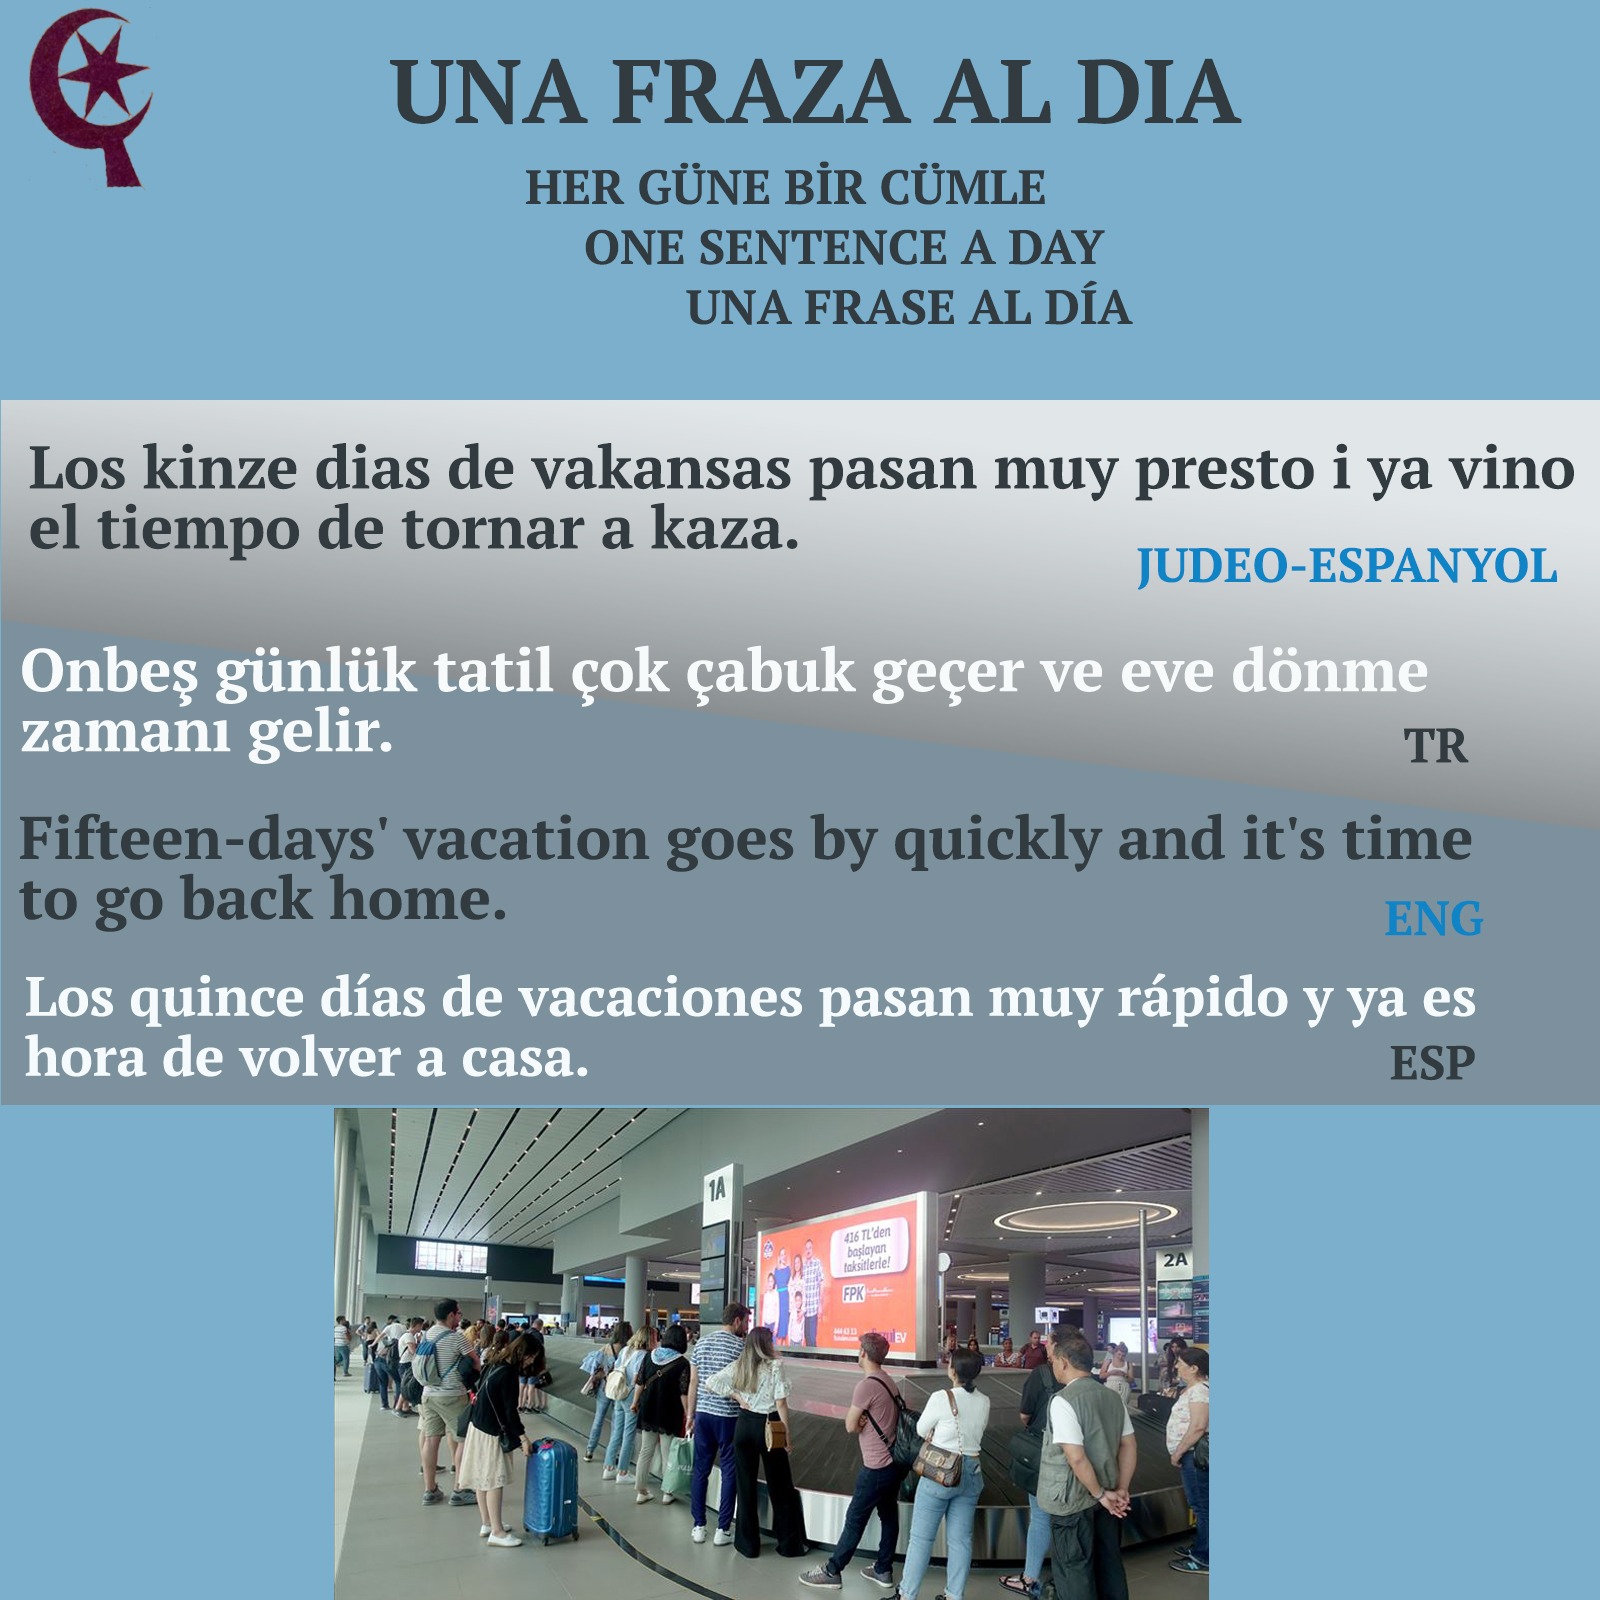 UNA FRAZA AL DIA
HER GÜNE BİR CÜMLE
ONE SENTENCE A DAY
UNA FRASE AL DÍA
Los kinze dias de vakansas pasan muy presto i ya vino
el tiempo de tornar a kaza.
JUDEO-ESPANYOL
Onbeş günlük tatil çok çabuk geçer ve eve dönme
zamanı gelir.
TR
Fifteen-days' vacation goes by quickly and it's time
to go back home.
ENG
Los quince días de vacaciones pasan muy rápido y ya es
hora de volver a casa.
ESP
1A
416 TL'den
başlayan
taksitlerle!
FPK
2A